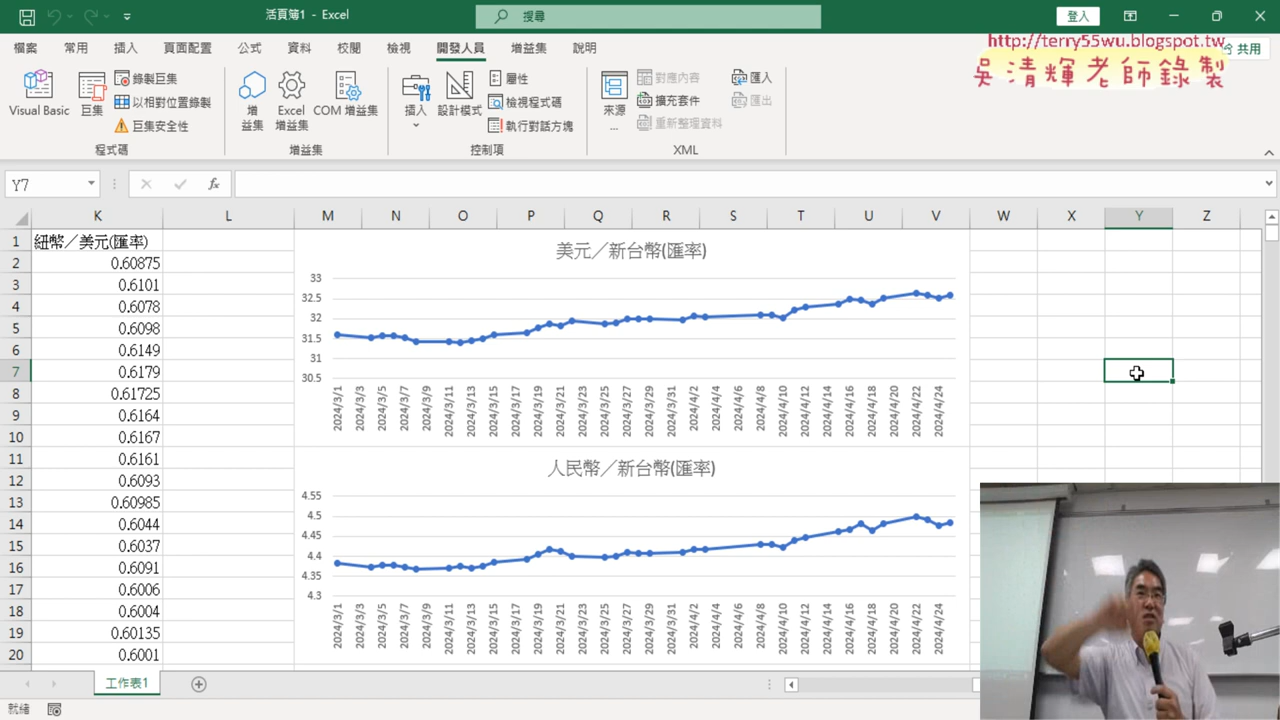 活頁簿1 - Excel
搜尋
登入
檔案
常用
插入
頁面配置
公式
資料
校閱
檢視
開發人員
增益集
說明
共用
http://terry55wu.blogspot.tw
吳清輝老師錄製
Visual Basic
巨集
錄製巨集
以相對位置錄製
巨集安全性
程式碼
增
益集
Excel
增益集
COM 增益集
增益集
插入
設計模式
屬性
檢視程式碼
執行對話方塊
控制項
來源
...
對應內容
擴充套件
重新整理資料
匯入
匯出
XML
Y7
fx
K L M N O P Q R S T U V W X Y Z
1 紐幣／美元(匯率)
2 0.60875
3 0.6101
4 0.6078
5 0.6098
6 0.6149
7 0.6179
8 0.61725
9 0.6164
10 0.6167
11 0.6161
12 0.6093
13 0.60985
14 0.6044
15 0.6037
16 0.6091
17 0.6006
18 0.6004
19 0.60135
20 0.6001
美元／新台幣(匯率)
33
32.5
32
31.5
31
30.5
2024/3/1 2024/3/3 2024/3/5 2024/3/7 2024/3/9 2024/3/11 2024/3/13 2024/3/15 2024/3/17 2024/3/19 2024/3/21 2024/3/23 2024/3/25 2024/3/27 2024/3/29 2024/3/31 2024/4/2 2024/4/4 2024/4/6 2024/4/8 2024/4/10 2024/4/12 2024/4/14 2024/4/16 2024/4/18 2024/4/20 2024/4/22 2024/4/24
人民幣／新台幣(匯率)
4.55
4.5
4.45
4.4
4.35
4.3
2024/3/1 2024/3/3 2024/3/5 2024/3/7 2024/3/9 2024/3/11 2024/3/13 2024/3/15 2024/3/17 2024/3/19 2024/3/21 2024/3/23 2024/3/25 2024/3/27 2024/3/29 2024/3/31 2024/4/2 2024/4/4 2024/4/6 2024/4/8 2024/4/10 2024/4/12 2024/4/14 2024/4/16 2024/4/18 2024/4/20 2024/4/22 2024/4/24
工作表1
就緒